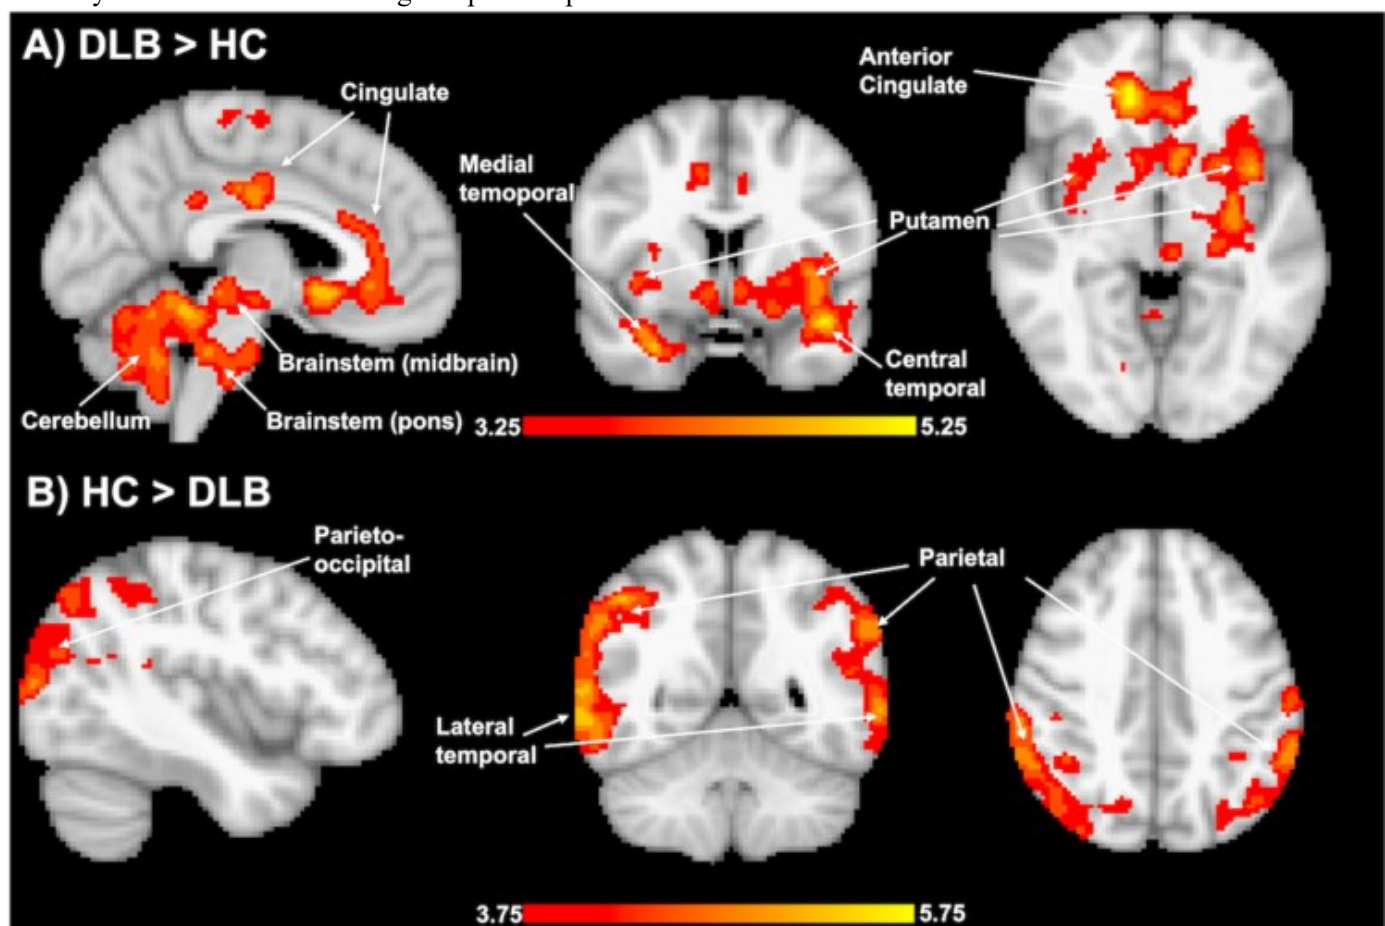 A) DLB > HC
Cingulate
Anterior
Cingulate
Medial
temoporal
Putamen
Brainstem (midbrain)
Central
temporal
Cerebellum
Brainstem (pons)
3.25
5.25
B) HC > DLB
Parieto-
occipital
Parietal
Lateral
temporal
3.75
5.75